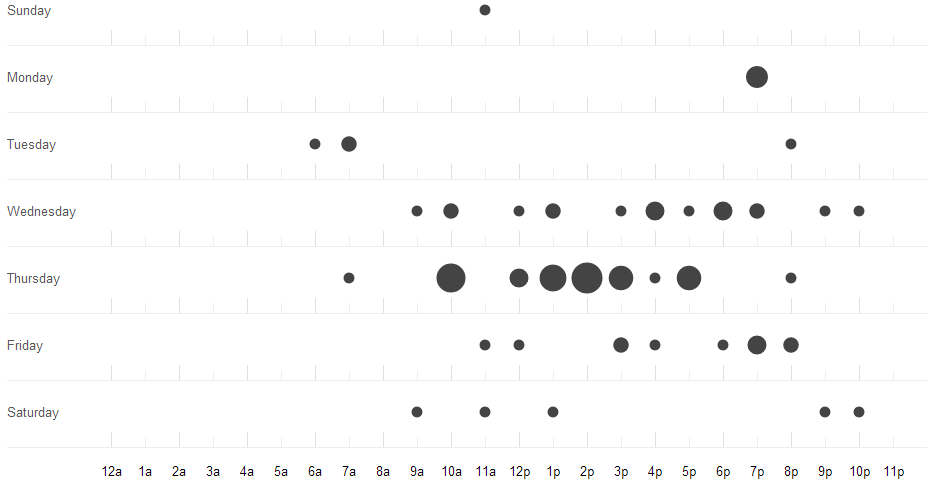 Sunday
Monday
Tuesday
Wednesday
Thursday
Friday
Saturday
12a 1a 2a 3a 4a 5a 6a 7a 8a 9a 10a 11a 12p 1p 2p 3p 4p 5p 6p 7p 8p 9p 10p 11p